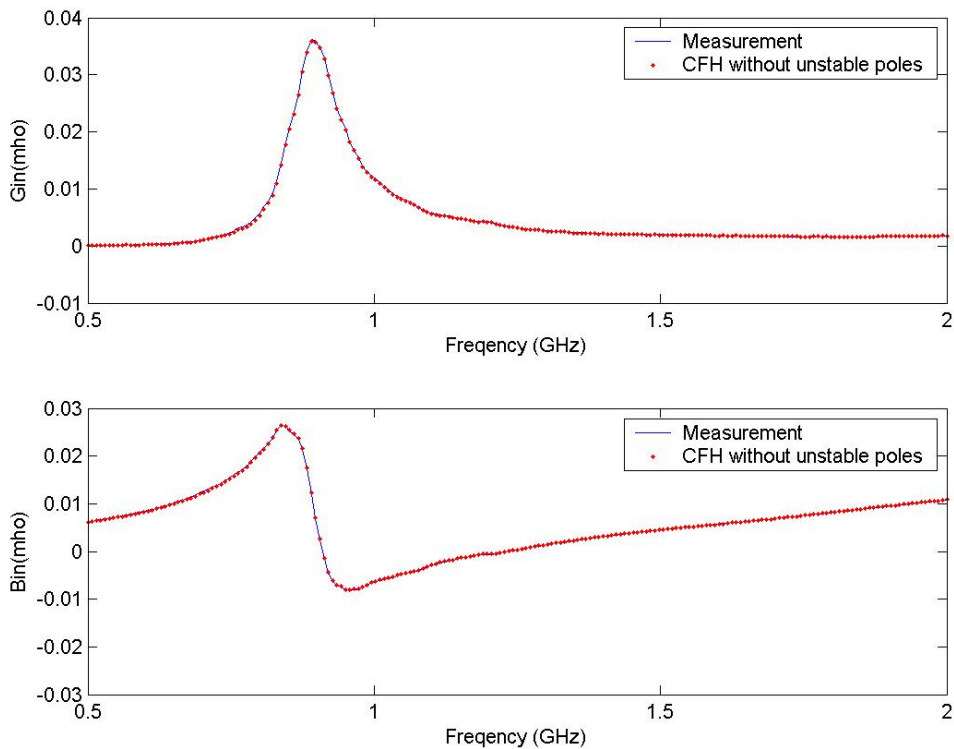 0.04
0.03
0.02
0.01
0
-0.01
Gin(mho)
Measurement
CFH without unstable poles
0.5
1
1.5
2
Freqency (GHz)
0.03
0.02
0.01
0
-0.01
-0.02
-0.03
Bin(mho)
Measurement
CFH without unstable poles
0.5
1
1.5
2
Freqency (GHz)